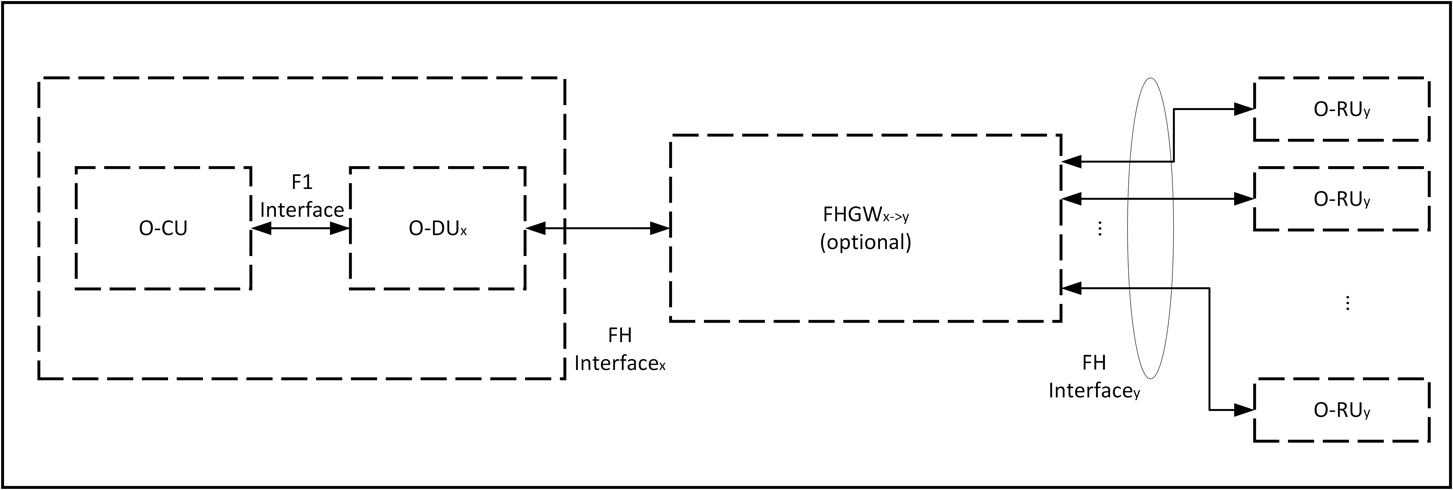 F1
Interface
O-CU
O-DUx
FH
Interfacex
FHGWx->y
(optional)
...
FH
Interfacey
O-RUy
O-RUy
...
O-RUy